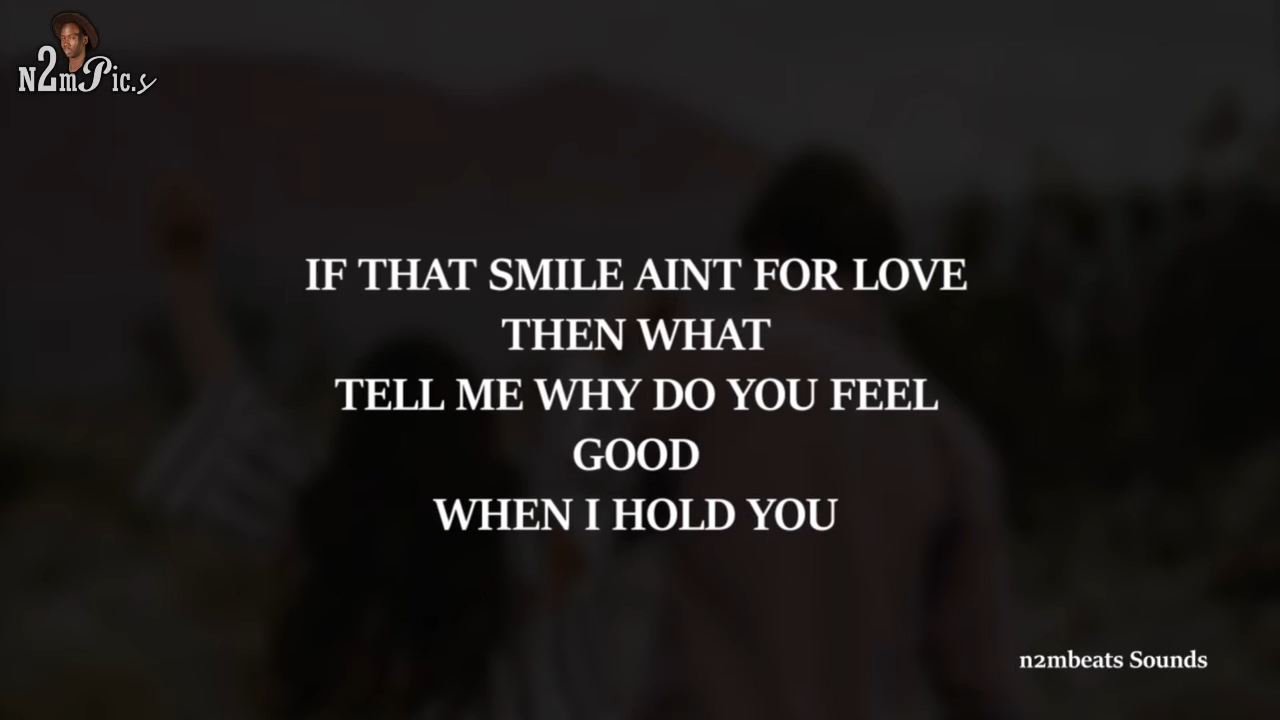 N2mPic.y
IF THAT SMILE AINT FOR LOVE
THEN WHAT
TELL ME WHY DO YOU FEEL
GOOD
WHEN I HOLD YOU
n2mbeats Sounds